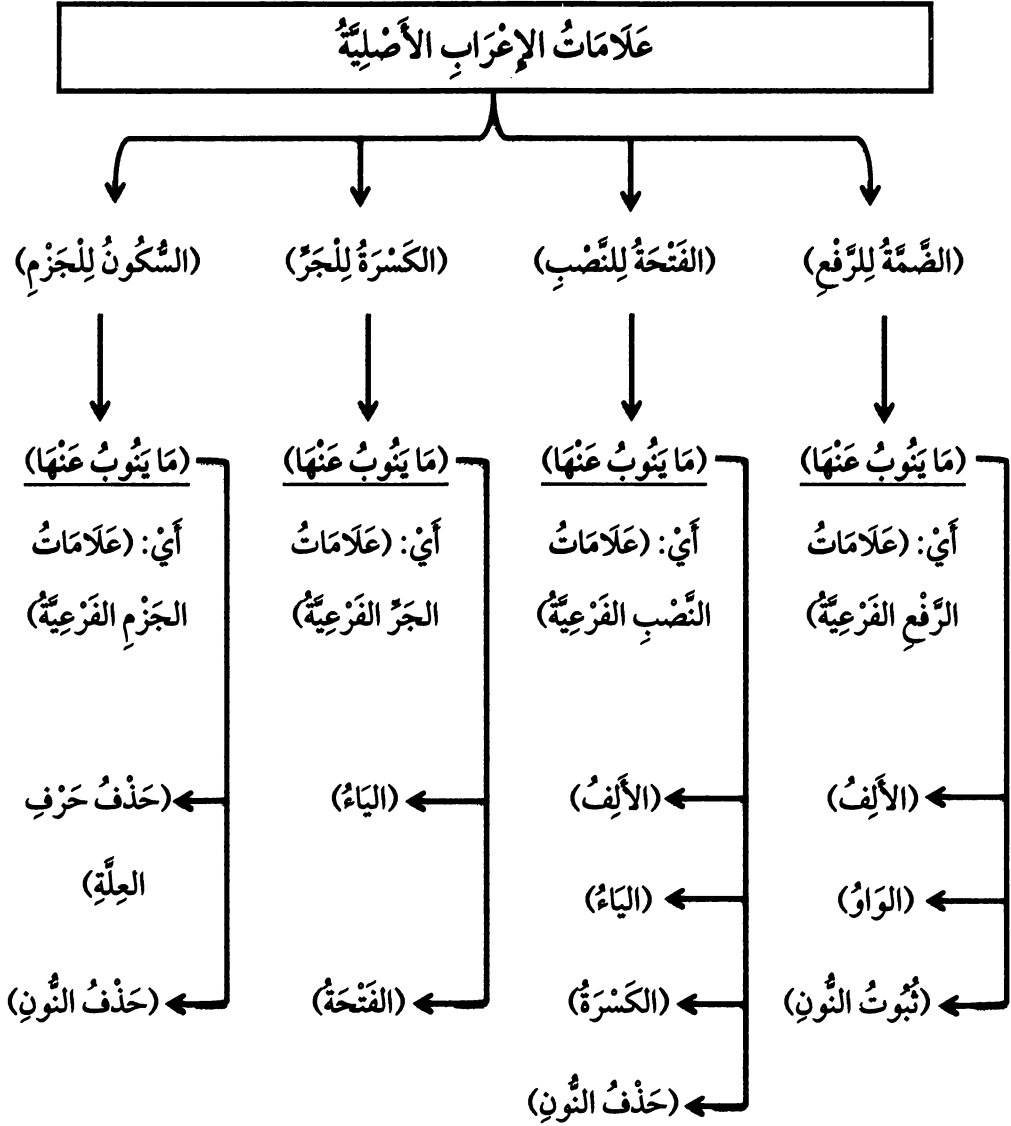 عَلَامَاتُ الإِعْرَابِ الأَصْلِيَّةُ
(الضَّمَّةُ لِلرَّفْعِ)
(الفَتْحَةُ لِلنَّصْبِ)
(الكَسْرَةُ لِلْجَرِّ)
(السُّكُونُ لِلْجَزْمِ)
(مَا يَنُوبُ عَنْهَا)
أَيْ: (عَلَامَاتُ
الرَّفْعِ الفَرْعِيَّةُ)
(الأَلِفُ)
(الوَاوُ)
(ثُبُوتُ النُّونِ)
(مَا يَنُوبُ عَنْهَا)
أَيْ: (عَلَامَاتُ
النَّصْبِ الفَرْعِيَّةُ)
(الأَلِفُ)
(اليَاءُ)
(الكَسْرَةُ)
(حَذْفُ النُّونِ)
(مَا يَنُوبُ عَنْهَا)
أَيْ: (عَلَامَاتُ
الجَرِّ الفَرْعِيَّةُ)
(اليَاءُ)
(الفَتْحَةُ)
(مَا يَنُوبُ عَنْهَا)
أَيْ: (عَلَامَاتُ
الجَزْمِ الفَرْعِيَّةُ)
(حَذْفُ حَرْفِ
العِلَّةِ)
(حَذْفُ النُّونِ)